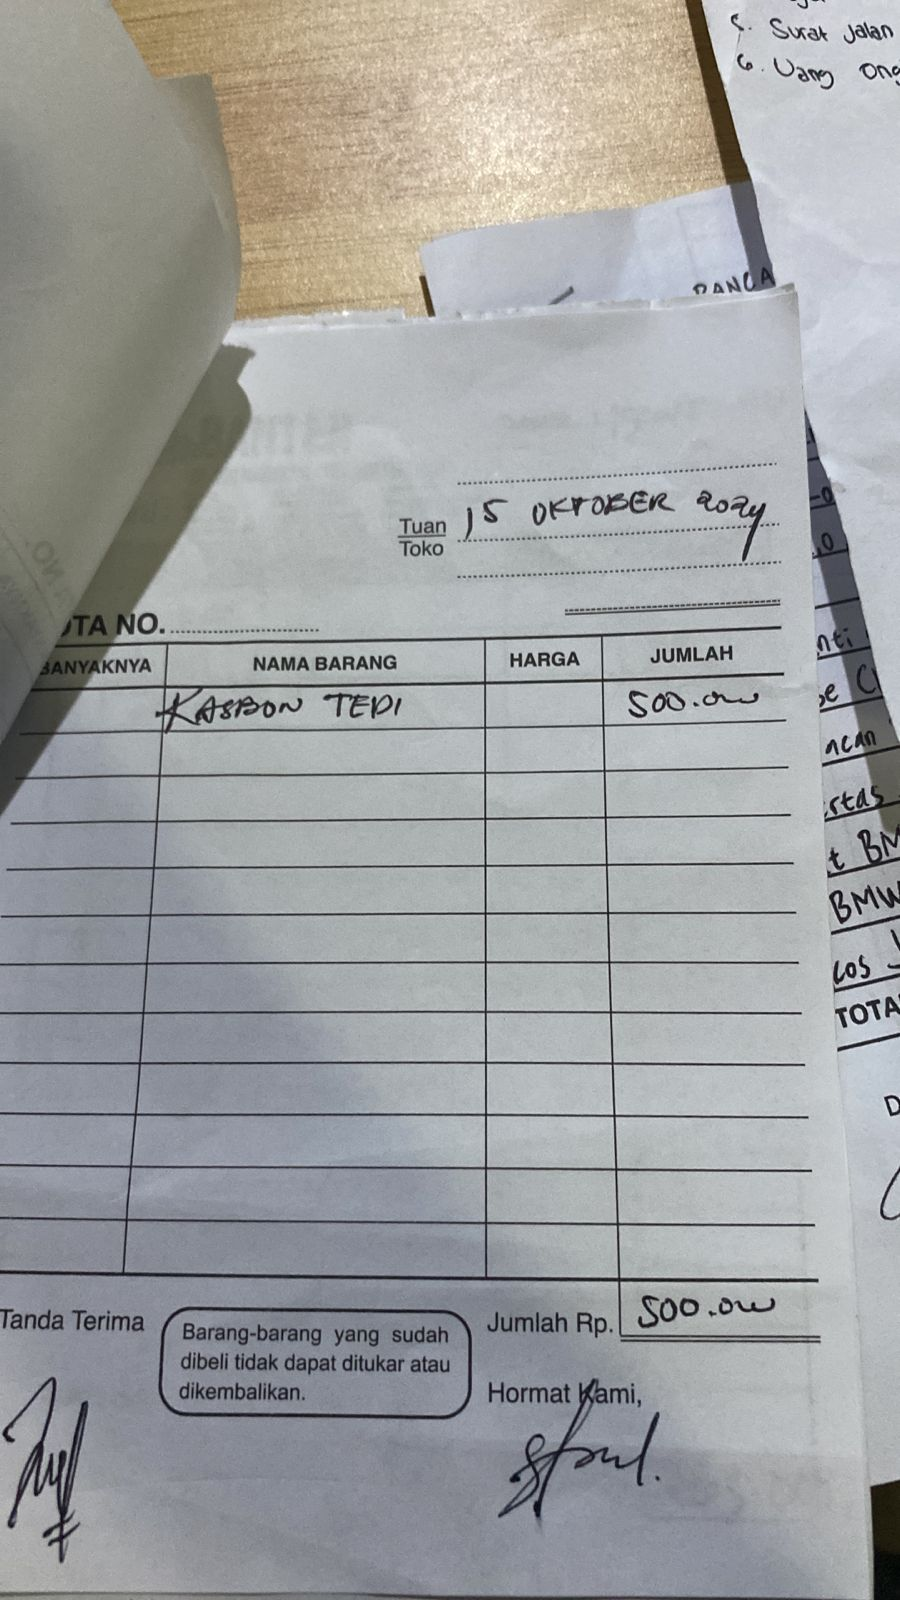 5. Surat jalan
6. Uang
15 OKTOBER 2024
Tuan
Toko
OTA NO.
BANYAKNYA NAMA BARANG HARGA JUMLAH
KASBON TEDI 500.000
Jumlah Rp. 500.000
Tanda Terima
Barang-barang yang sudah
dibeli tidak dapat ditukar atau
dikembalikan.
Hormat Kami,
BMW
TOTA